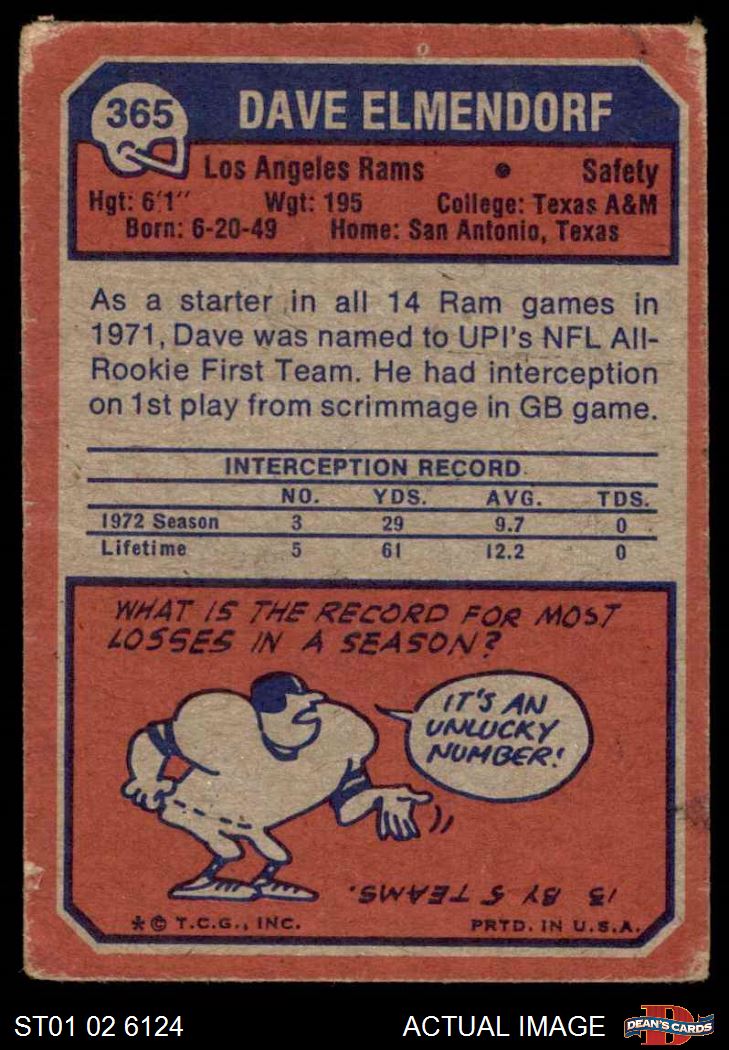 365
DAVE ELMENDORF
Los Angeles Rams • Safety
Hgt: 6'1" Wgt: 195 College: Texas A&M
Born: 6-20-49 Home: San Antonio, Texas
As a starter in all 14 Ram games in
1971, Dave was named to UPI's NFL All-
Rookie First Team. He had interception
on 1st play from scrimmage in GB game.
INTERCEPTION RECORD
NO. YDS. AVG. TDS.
1972 Season 3 29 9.7 0
Lifetime 5 61 12.2 0
WHAT IS THE RECORD FOR MOST
LOSSES IN A SEASON?
IT'S AN
UNLUCKY
NUMBER!
13 BY 5 TEAMS.
*© T.C.G., INC. PRTD. IN U.S.A.
ST01 02 6124 ACTUAL IMAGE DEAN'S CARDS